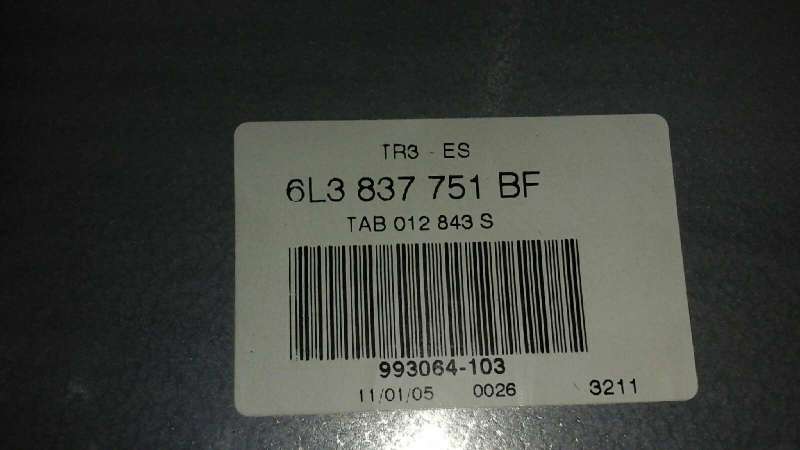 TR3 - ES
6L3 837 751 BF
TAB 012 843 S
993064-103
11/01/05 0026 3211